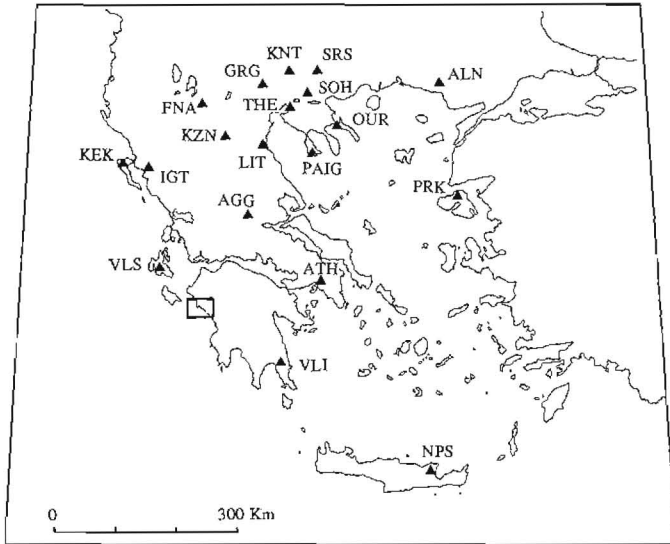 KNT
SRS
GRG
SOH
ALN
FNA
THE
OUR
KZN
LIT
PAIG
KEK
IGT
PRK
AGG
VLS
ATH
VLI
NPS
0
300 Km